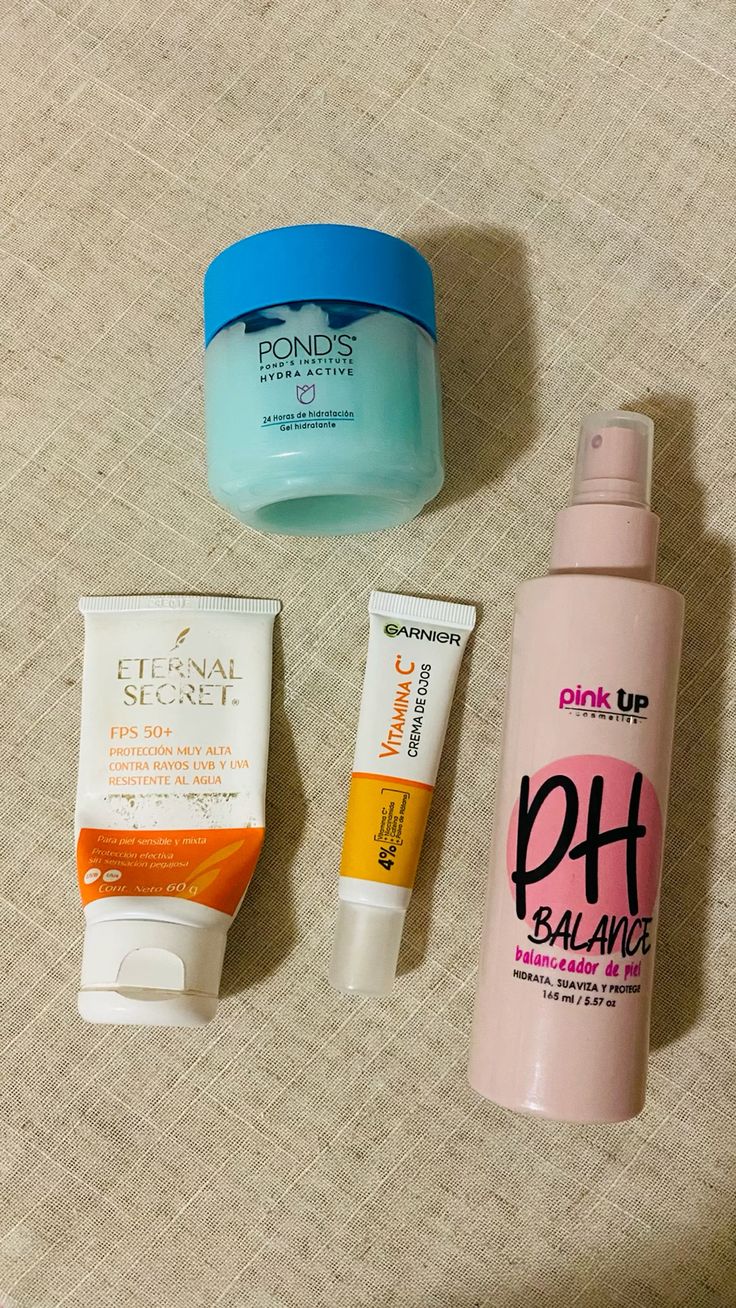 POND'S
POND'S INSTITUTE
HYDRA ACTIVE
24 Horas de hidratación
Gel hidratante
ETERNAL
SECRET®
FPS 50+
PROTECCIÓN MUY ALTA
CONTRA RAYOS UVB Y UVA
RESISTENTE AL AGUA
Para piel sensible y mixta
Protección efectiva
sin sensación pegajosa
Cont. Neto 60 g
GARNIER
VITAMINA C*
CREMA DE OJOS
4%
Vitamina C*
+ Niacinamida
+ Cafeína
pink UP
cosmetics
PH
BALANCE
balanceador de piel
HIDRATA, SUAVIZA Y PROTEGE
165 ml / 5.57 oz